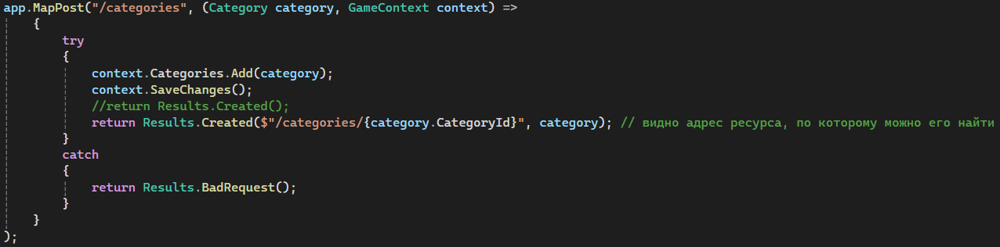 app.MapPost("/categories", (Category category, GameContext context) =>
{
try
{
context.Categories.Add(category);
context.SaveChanges();
//return Results.Created();
return Results.Created($"/categories/{category.CategoryId}", category); // видно адрес ресурса, по которому можно его найти
}
catch
{
return Results.BadRequest();
}
}
);